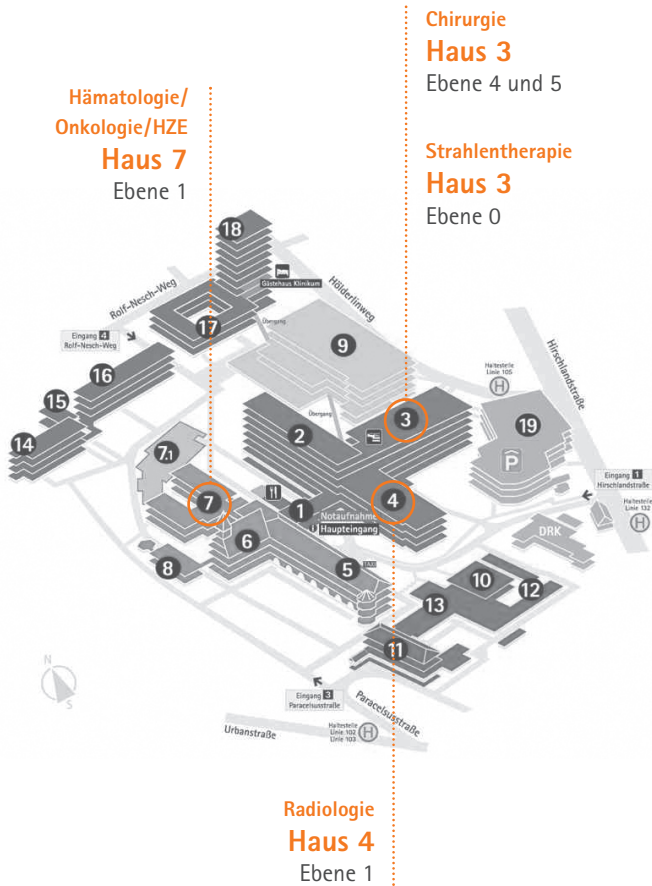 Chirurgie
Haus 3
Ebene 4 und 5
Hämatologie/
Onkologie/HZE
Haus 7
Ebene 1
Strahlentherapie
Haus 3
Ebene 0
18
Gästehaus Klinikum
Rolf-Nesch-Weg
Hölderlinweg
17
Übergang
Eingang 4
Rolf-Nesch-Weg
9
Hirschlandstraße
16
Haltestelle
Linie 105
H
15
3
Übergang
19
14
2
7.1
P
Eingang 1
Hirschlandstraße
7
4
1
Notaufnahme
i Haupteingang
Haltestelle
Linie 132
H
DRK
6
5
TAXI
8
10
12
13
11
N
S
Eingang 3
Paracelsusstraße
Paracelsusstraße
Urbanstraße
Haltestelle
Linie 102
Linie 103
H
Radiologie
Haus 4
Ebene 1